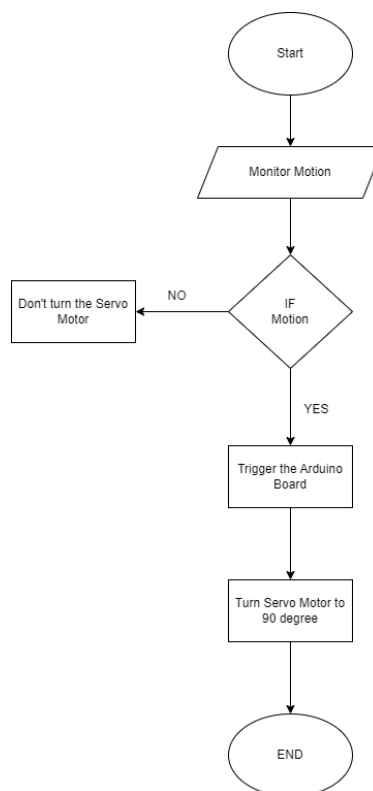 Start
Monitor Motion
IF
Motion
NO
Don't turn the Servo
Motor
YES
Trigger the Arduino
Board
Turn Servo Motor to
90 degree
END